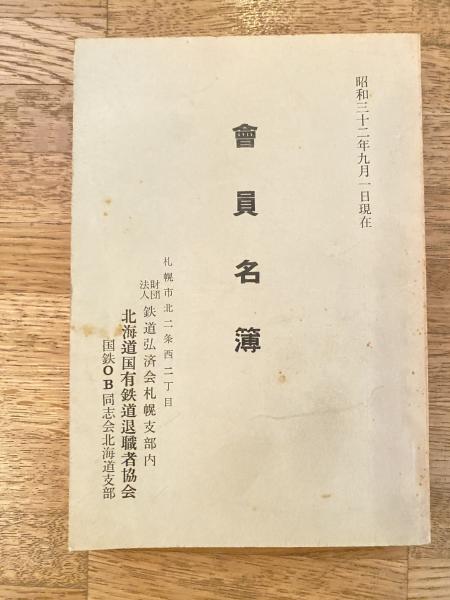 昭和三十二年九月一日現在
會員名簿
札幌市北二条西二丁目
財団法人 鉄道弘済会札幌支部内
北海道国有鉄道退職者協会
国鉄OB同志会北海道支部